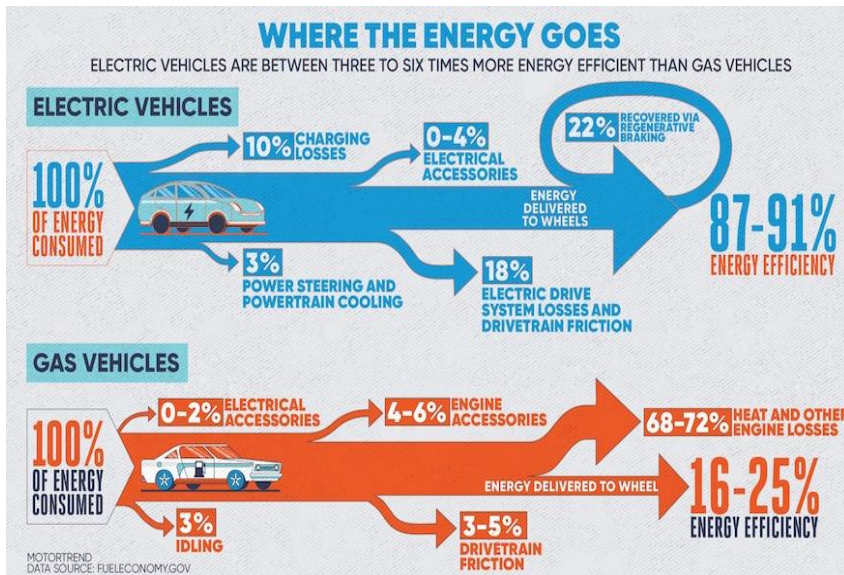 WHERE THE ENERGY GOES
ELECTRIC VEHICLES ARE BETWEEN THREE TO SIX TIMES MORE ENERGY EFFICIENT THAN GAS VEHICLES
ELECTRIC VEHICLES
100%
OF ENERGY
CONSUMED
10% CHARGING
LOSSES
0-4%
ELECTRICAL
ACCESSORIES
22% RECOVERED VIA
REGENERATIVE
BRAKING
ENERGY
DELIVERED
TO WHEELS
87-91%
ENERGY EFFICIENCY
3%
POWER STEERING AND
POWERTRAIN COOLING
18%
ELECTRIC DRIVE
SYSTEM LOSSES AND
DRIVETRAIN FRICTION
GAS VEHICLES
100%
OF ENERGY
CONSUMED
0-2% ELECTRICAL
ACCESSORIES
4-6% ENGINE
ACCESSORIES
68-72% HEAT AND OTHER
ENGINE LOSSES
ENERGY DELIVERED TO WHEEL
16-25%
ENERGY EFFICIENCY
3%
IDLING
3-5%
DRIVETRAIN
FRICTION
MOTORTREND
DATA SOURCE: FUELECONOMY.GOV